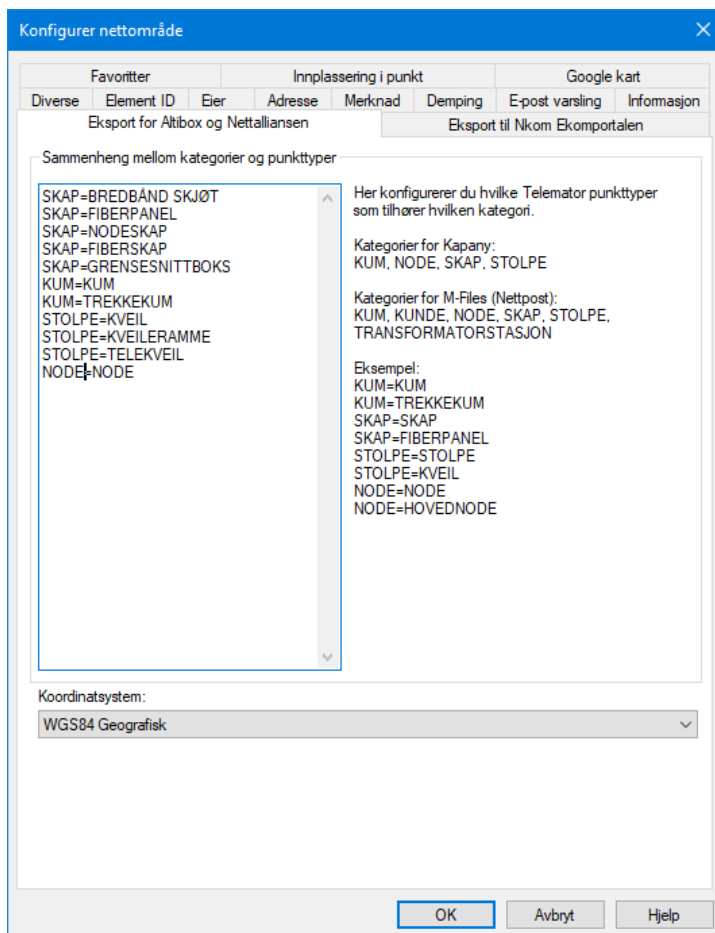 Konfigurer nettområde
Favoritter Innplassering i punkt Google kart
Diverse Element ID Eier Adresse Merknad Demping E-post varsling Informasjon
Eksport for Altibox og Nettalliansen Eksport til Nkom Ekomportalen
Sammenheng mellom kategorier og punkttyper
SKAP=BREDBÅND SKJØT
SKAP=FIBERPANEL
SKAP=NODESKAP
SKAP=FIBERSKAP
SKAP=GRENSESNITTBOKS
KUM=KUM
KUM=TREKKEKUM
STOLPE=KVEIL
STOLPE=KVEILERAMME
STOLPE=TELEKVEIL
NODE=NODE
Her konfigurerer du hvilke Telemator punkttyper
som tilhører hvilken kategori.
Kategorier for Kapany:
KUM, NODE, SKAP, STOLPE
Kategorier for M-Files (Nettpost):
KUM, KUNDE, NODE, SKAP, STOLPE,
TRANSFORMATORSTASJON
Eksempel:
KUM=KUM
KUM=TREKKEKUM
SKAP=SKAP
SKAP=FIBERPANEL
STOLPE=STOLPE
STOLPE=KVEIL
NODE=NODE
NODE=HOVEDNODE
Koordinatsystem:
WGS84 Geografisk
OK Avbryt Hjelp